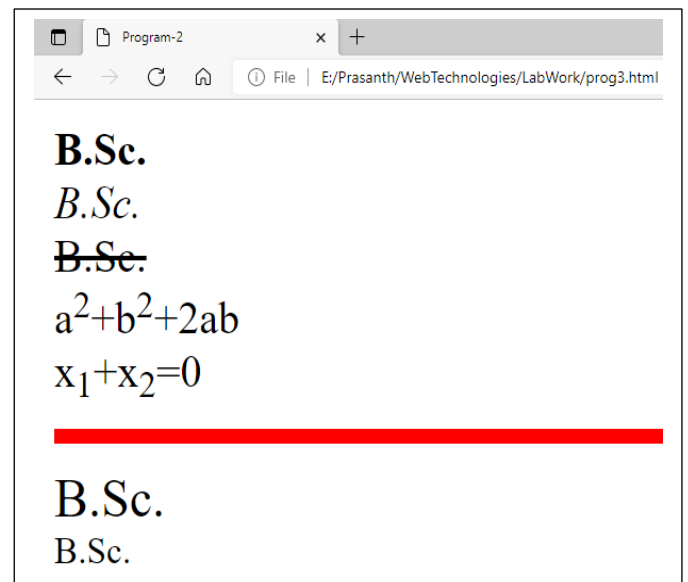 Program-2
File | E:/Prasanth/WebTechnologies/LabWork/prog3.html
B.Sc.
B.Sc.
B.Sc.
a²+b²+2ab
x₁+x₂=0
B.Sc.
B.Sc.